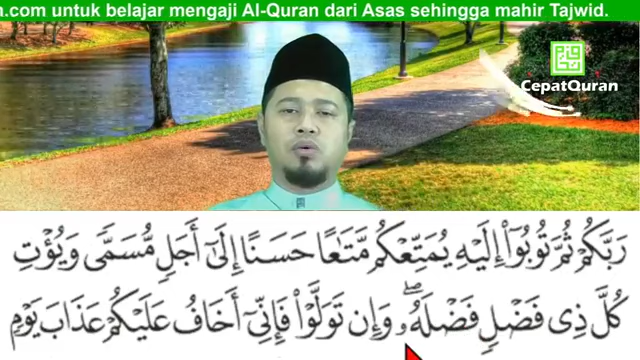 a.com untuk belajar mengaji Al-Quran dari Asas sehingga mahir Tajwid.
CepatQuran
رَبَّكُمْ ثُمَّ تُوبُوٓا۟ إِلَيْهِ يُمَتِّعْكُم مَّتَـٰعًا حَسَنًا إِلَىٰٓ أَجَلٍ مُّسَمًّى وَيُؤْتِ
كُلَّ ذِى فَضْلٍ فَضْلَهُۥ ۖ وَإِن تَوَلَّوْا۟ فَإِنِّىٓ أَخَافُ عَلَيْكُمْ عَذَابَ يَوْمٍ